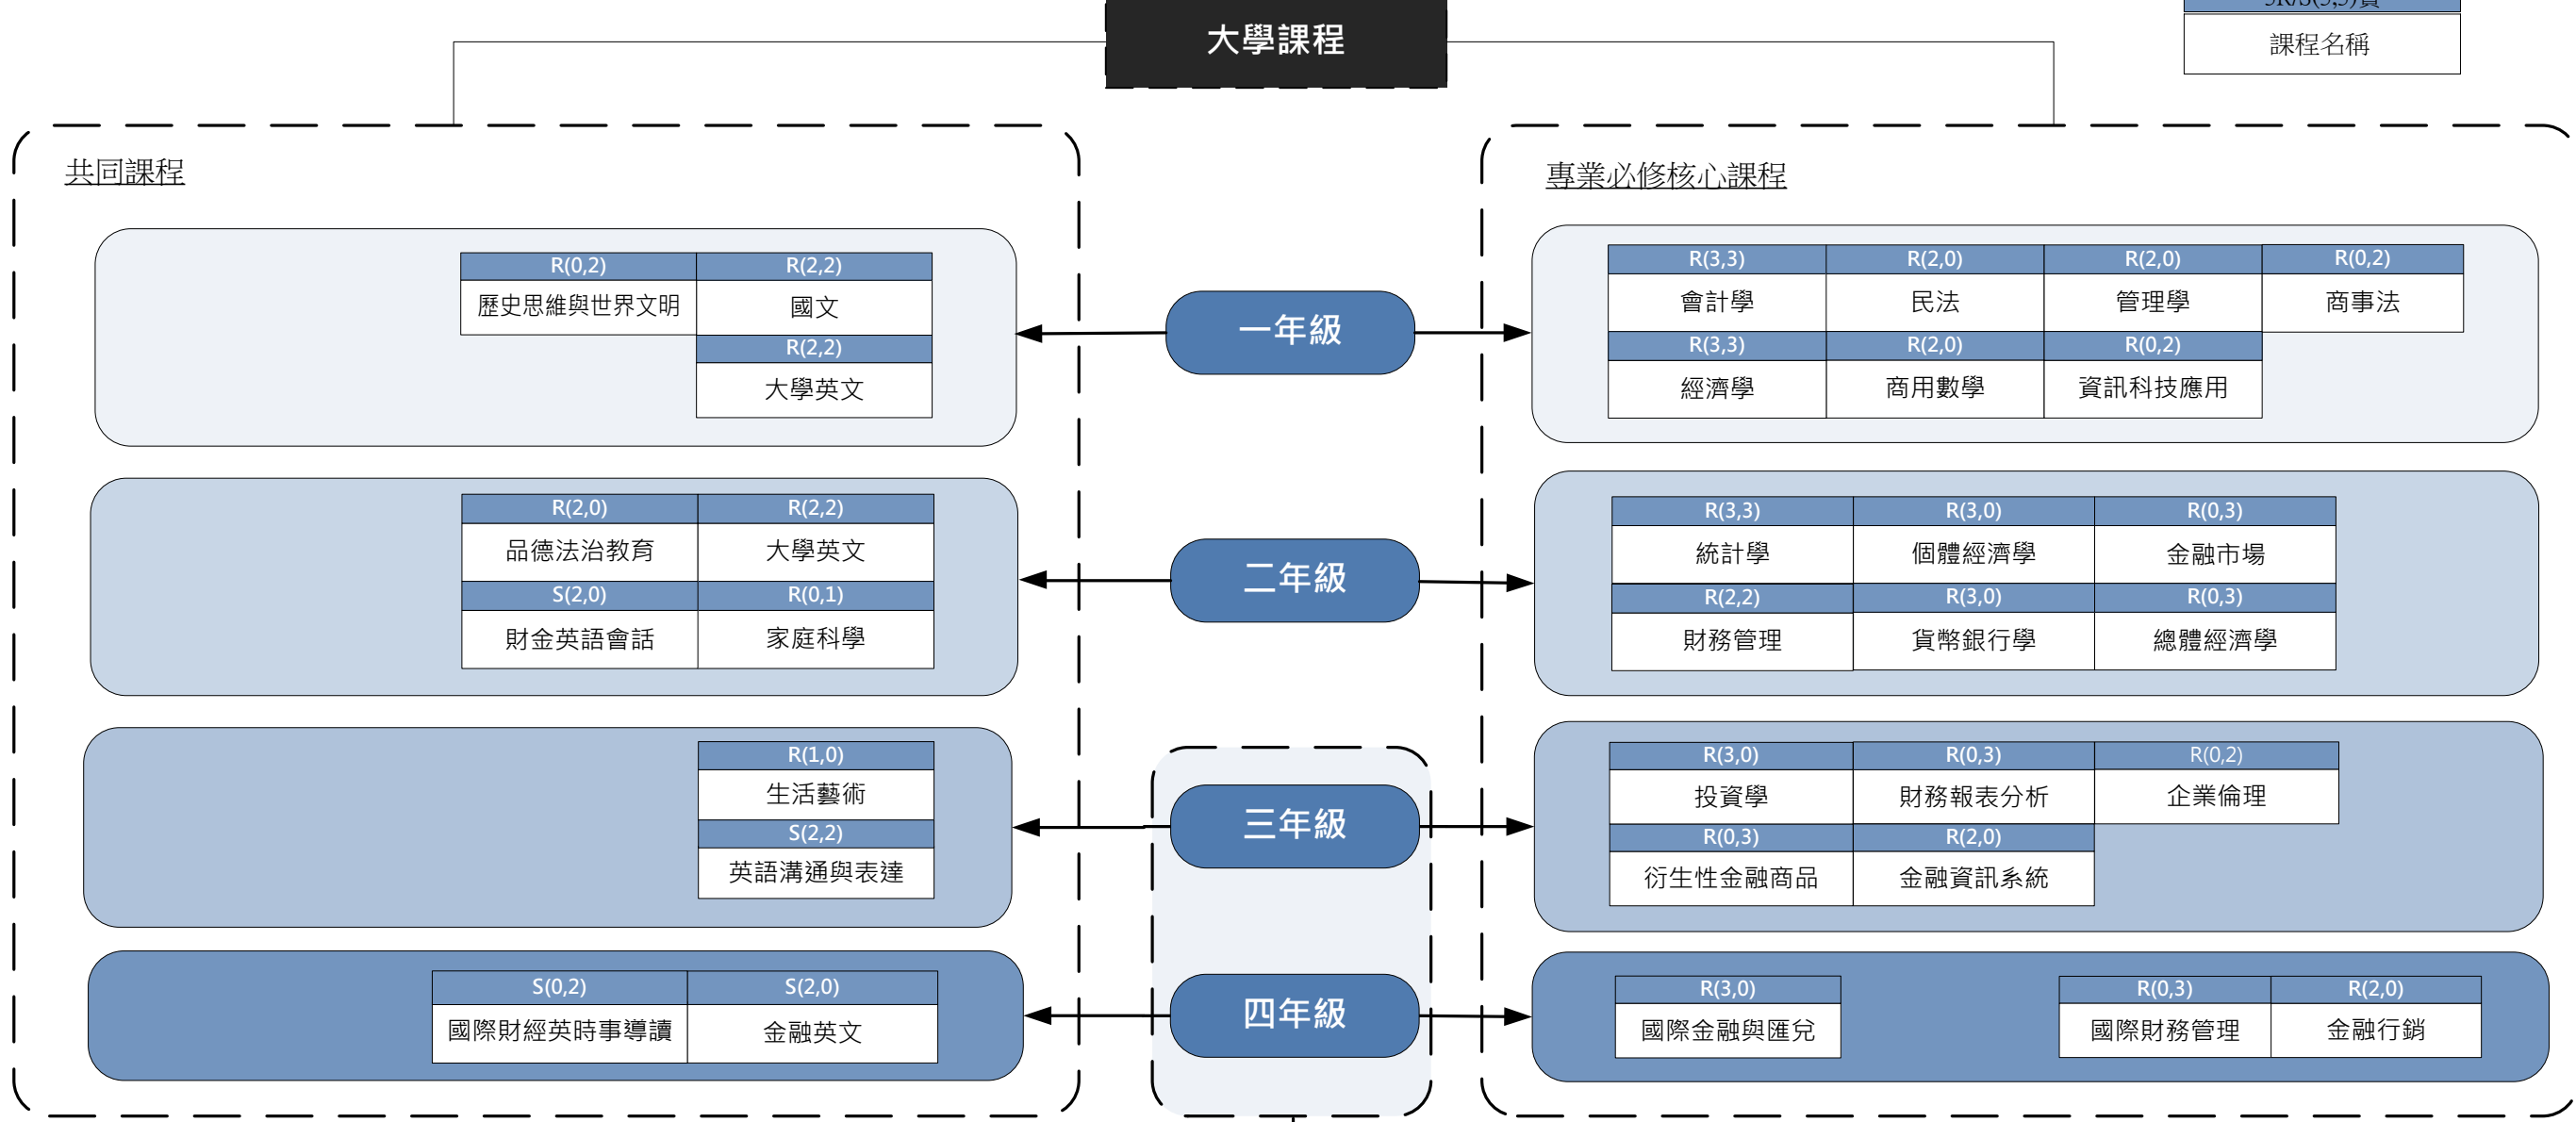 大學課程
課程名稱
共同課程
R(0,2) R(2,2)
歷史思維與世界文明 國文
R(2,2)
大學英文
R(2,0) R(2,2)
品德法治教育 大學英文
S(2,0) R(0,1)
財金英語會話 家庭科學
R(1,0)
生活藝術
S(2,2)
英語溝通與表達
S(0,2) S(2,0)
國際財經英時事導讀 金融英文
一年級
二年級
三年級
四年級
專業必修核心課程
R(3,3) R(2,0) R(2,0) R(0,2)
會計學 民法 管理學 商事法
R(3,3) R(2,0) R(0,2)
經濟學 商用數學 資訊科技應用
R(3,3) R(3,0) R(0,3)
統計學 個體經濟學 金融市場
R(2,2) R(3,0) R(0,3)
財務管理 貨幣銀行學 總體經濟學
R(3,0) R(0,3) R(0,2)
投資學 財務報表分析 企業倫理
R(0,3) R(2,0)
衍生性金融商品 金融資訊系統
R(3,0) R(0,3) R(2,0)
國際金融與匯兌 國際財務管理 金融行銷